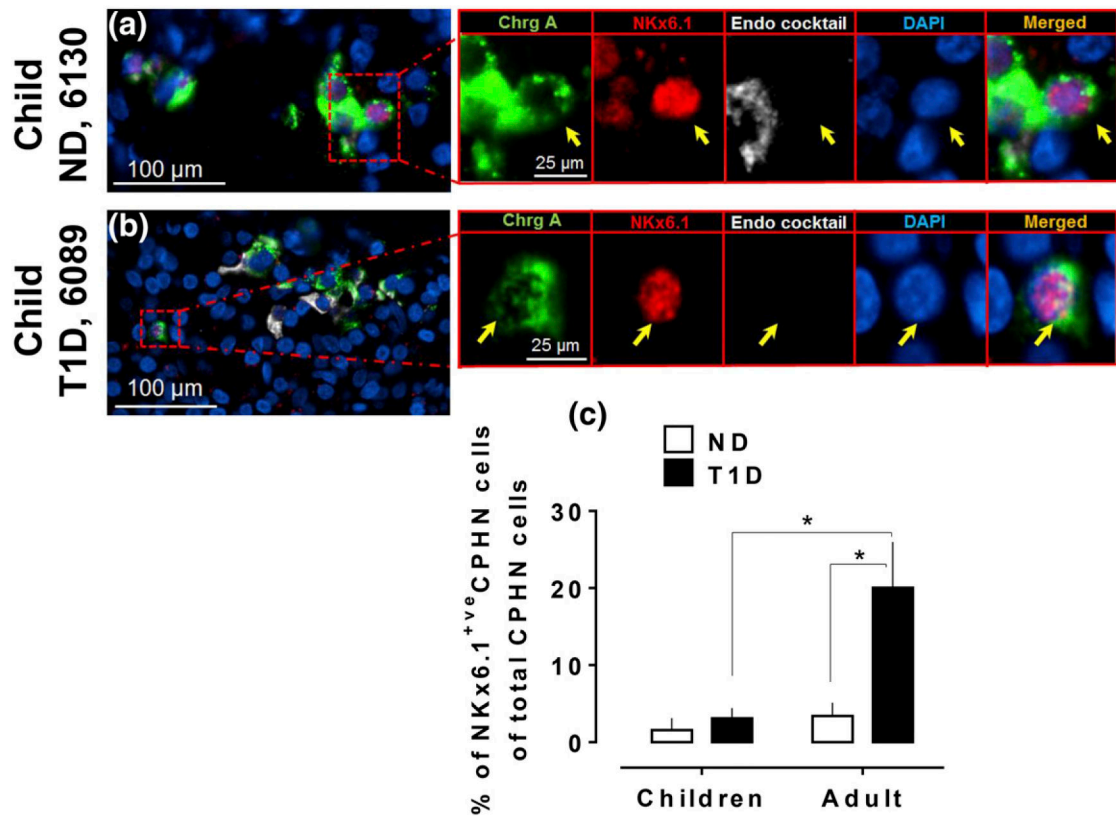 (a)
Child
ND, 6130
100 µm
Chrg A
NKx6.1
Endo cocktail
DAPI
Merged
25 µm
(b)
Child
T1D, 6089
100 µm
Chrg A
NKx6.1
Endo cocktail
DAPI
Merged
25 µm
(c)
ND
T1D
% of NKx6.1+ve CPHN cells
of total CPHN cells
30
20
10
0
*
*
Children
Adult